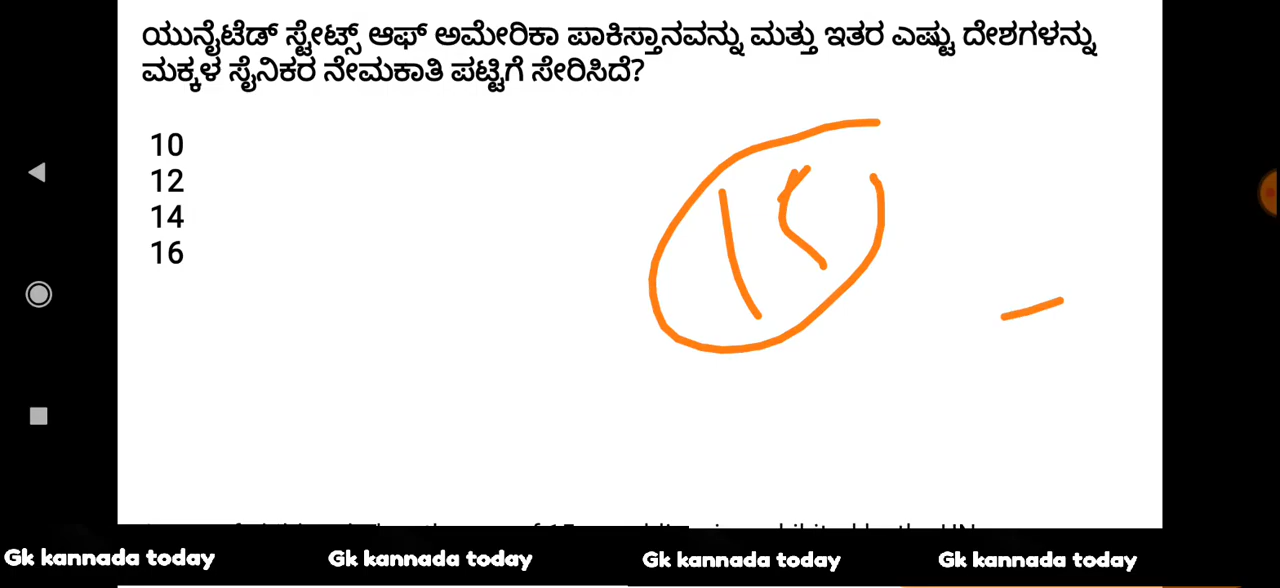 ಯುನೈಟೆಡ್ ಸ್ಟೇಟ್ಸ್ ಆಫ್ ಅಮೇರಿಕಾ ಪಾಕಿಸ್ತಾನವನ್ನು ಮತ್ತು ಇತರ ಎಷ್ಟು ದೇಶಗಳನ್ನು
ಮಕ್ಕಳ ಸೈನಿಕರ ನೇಮಕಾತಿ ಪಟ್ಟಿಗೆ ಸೇರಿಸಿದೆ?
10
12
14
16
Gk kannada today Gk kannada today Gk kannada today Gk kannada today